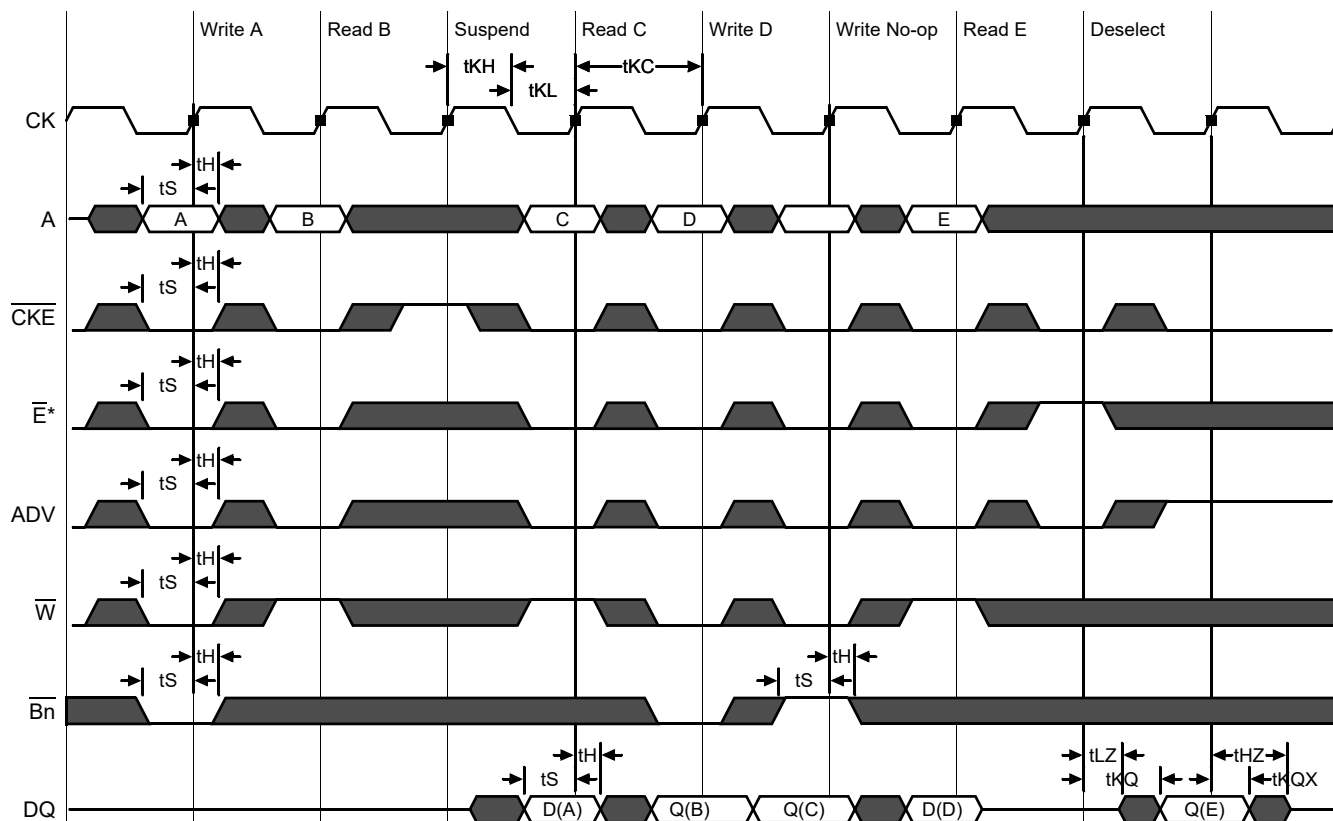 Write A Read B Suspend Read C Write D Write No-op Read E Deselect
tKH tKC
tKL
CK
tH
tS
A A B C D E
tH
tS
CKE
tH
tS
E*
tH
tS
ADV
tH
tS
W
tH tH
tS tS
Bn
tH tLZ tHZ
tS tKQ tKQX
DQ D(A) Q(B) Q(C) D(D) Q(E)